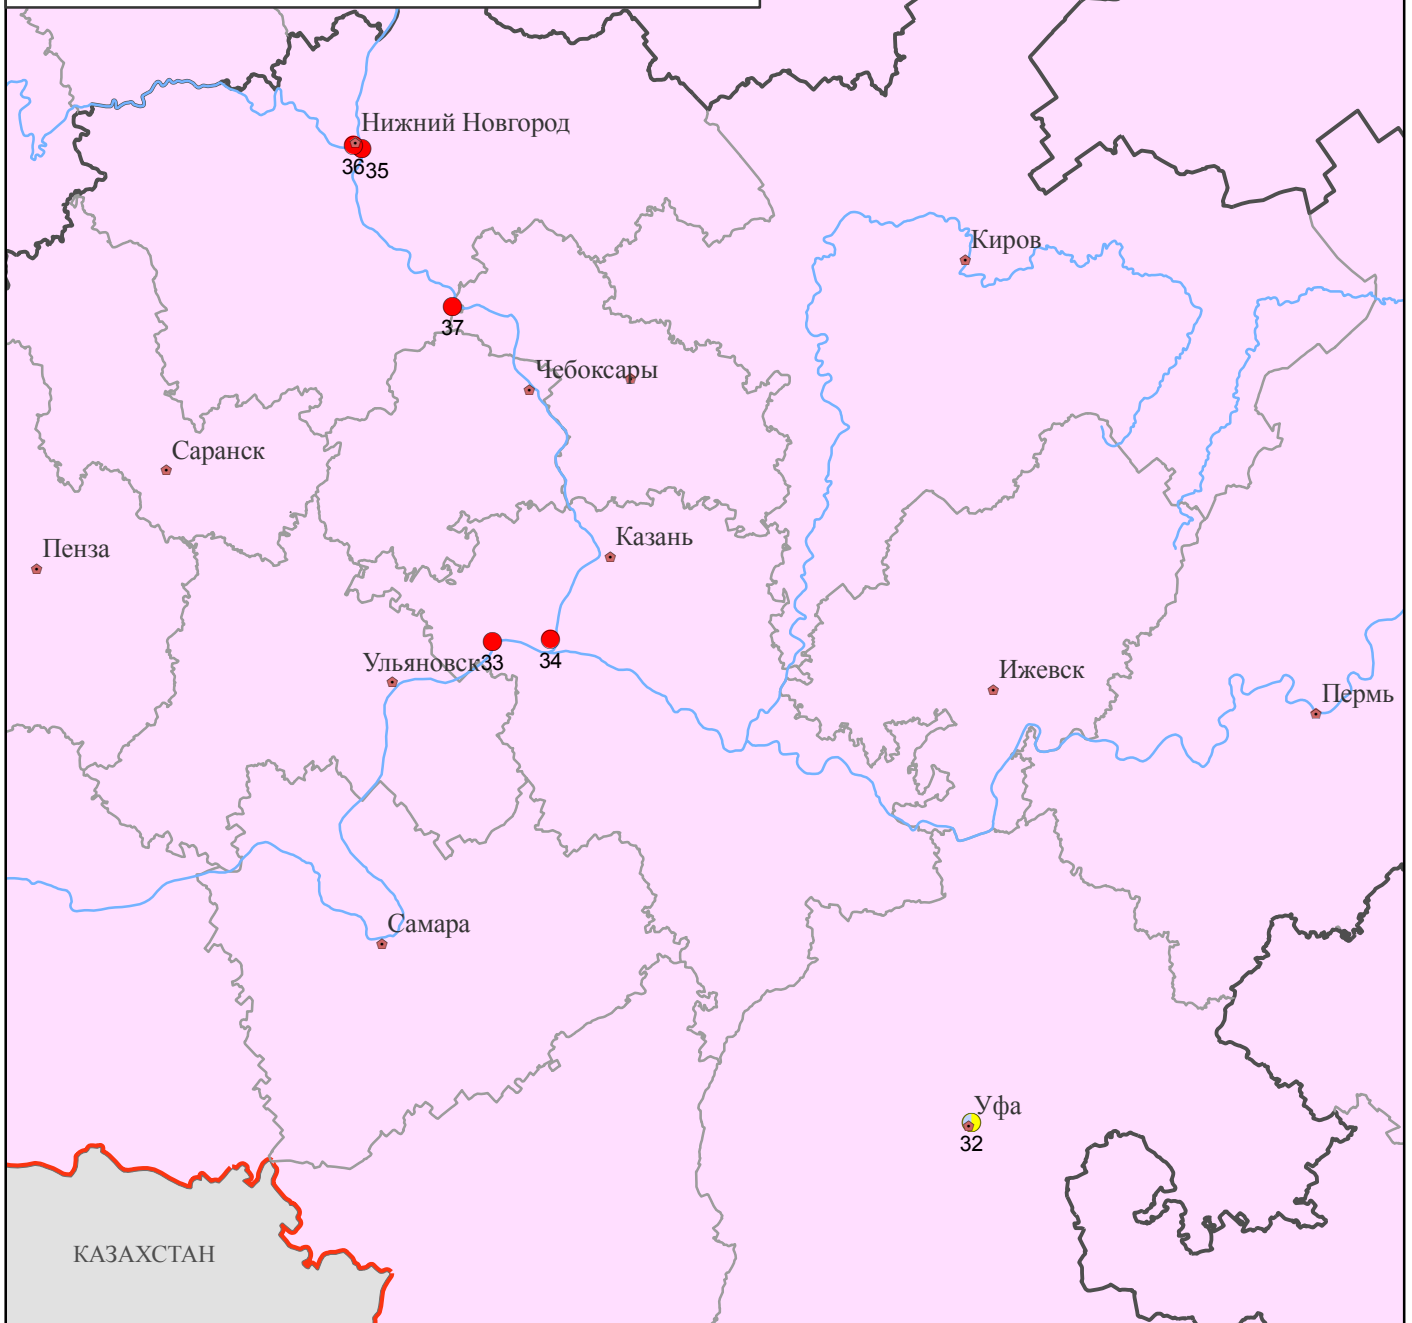 Нижний Новгород
36
35
Киров
37
Чебоксары
Саранск
Казань
Пенза
Ульяновск
33
34
Ижевск
Пермь
Самара
Уфа
32
КАЗАХСТАН